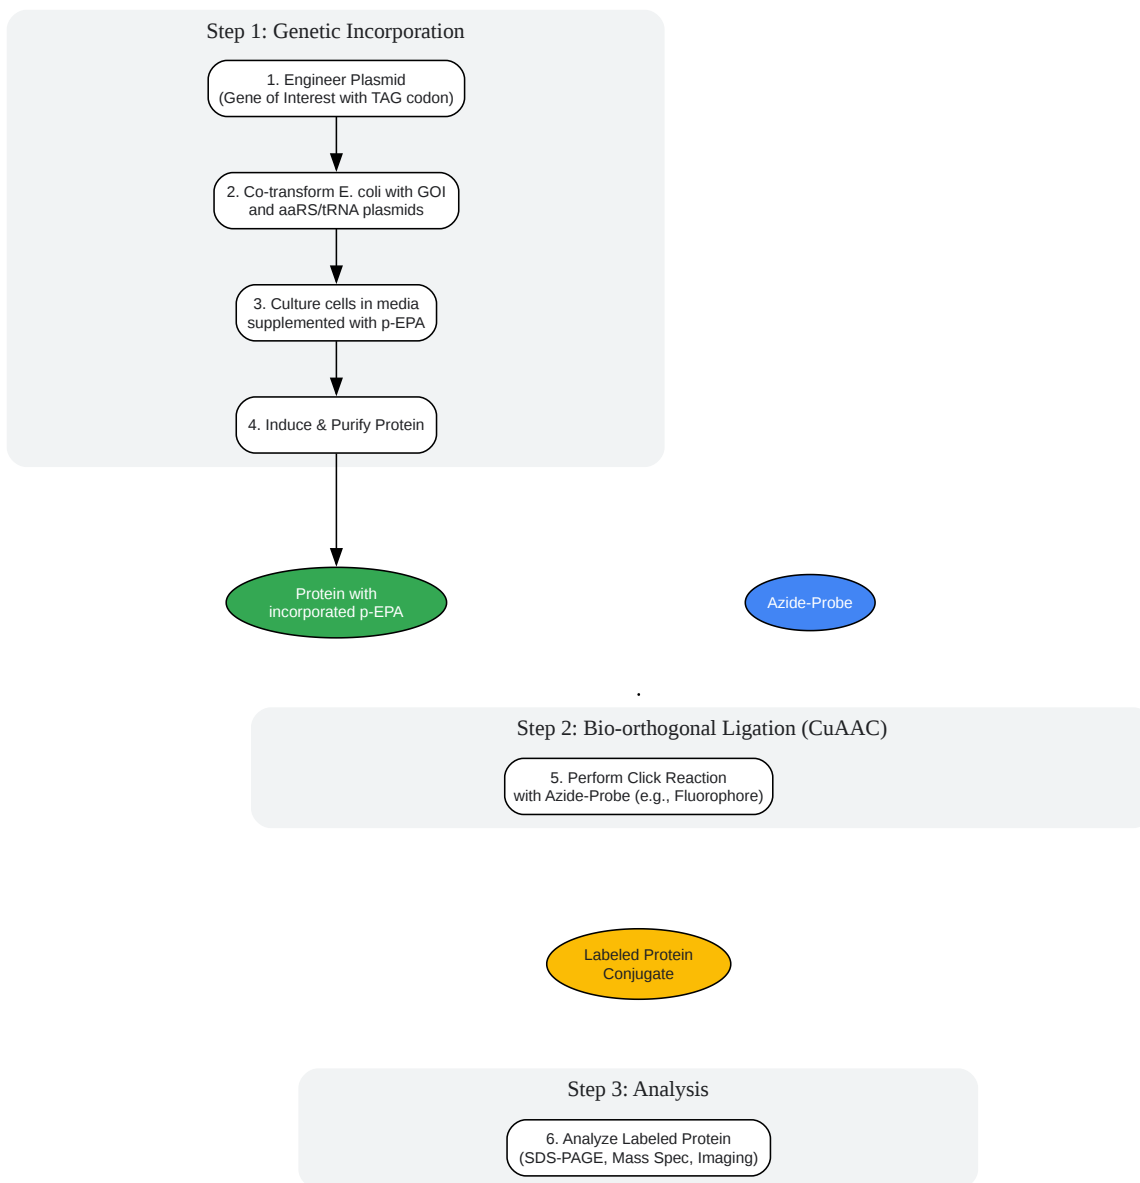 Step 1: Genetic Incorporation
1. Engineer Plasmid
(Gene of Interest with TAG codon)
2. Co-transform E. coli with GOI
and aaRS/tRNA plasmids
3. Culture cells in media
supplemented with p-EPA
4. Induce & Purify Protein
Protein with
incorporated p-EPA
Azide-Probe
.
Step 2: Bio-orthogonal Ligation (CuAAC)
5. Perform Click Reaction
with Azide-Probe (e.g., Fluorophore)
Labeled Protein
Conjugate
Step 3: Analysis
6. Analyze Labeled Protein
(SDS-PAGE, Mass Spec, Imaging)